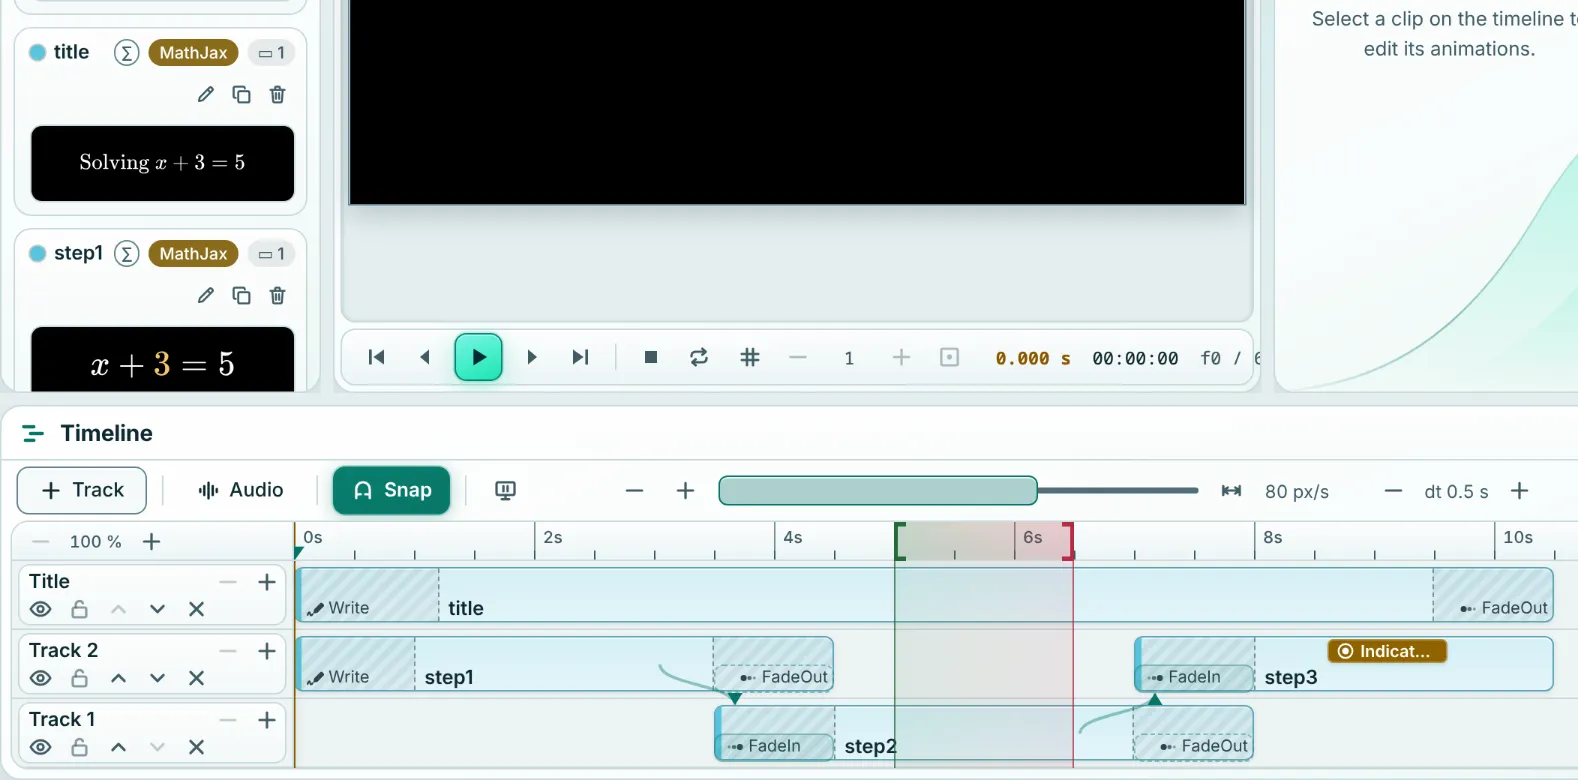 title Σ MathJax 1
Solving x + 3 = 5
step1 Σ MathJax 1
x + 3 = 5
Select a clip on the timeline
edit its animations.
1 0.000 s 00:00:00 f0 /
Timeline
Track Audio Snap 80 px/s dt 0.5 s
100 % 0s 2s 4s 6s 8s 10s
Title
Write title FadeOut
Track 2 Indicat...
Write step1 FadeOut FadeIn step3
Track 1
FadeIn step2 FadeOut